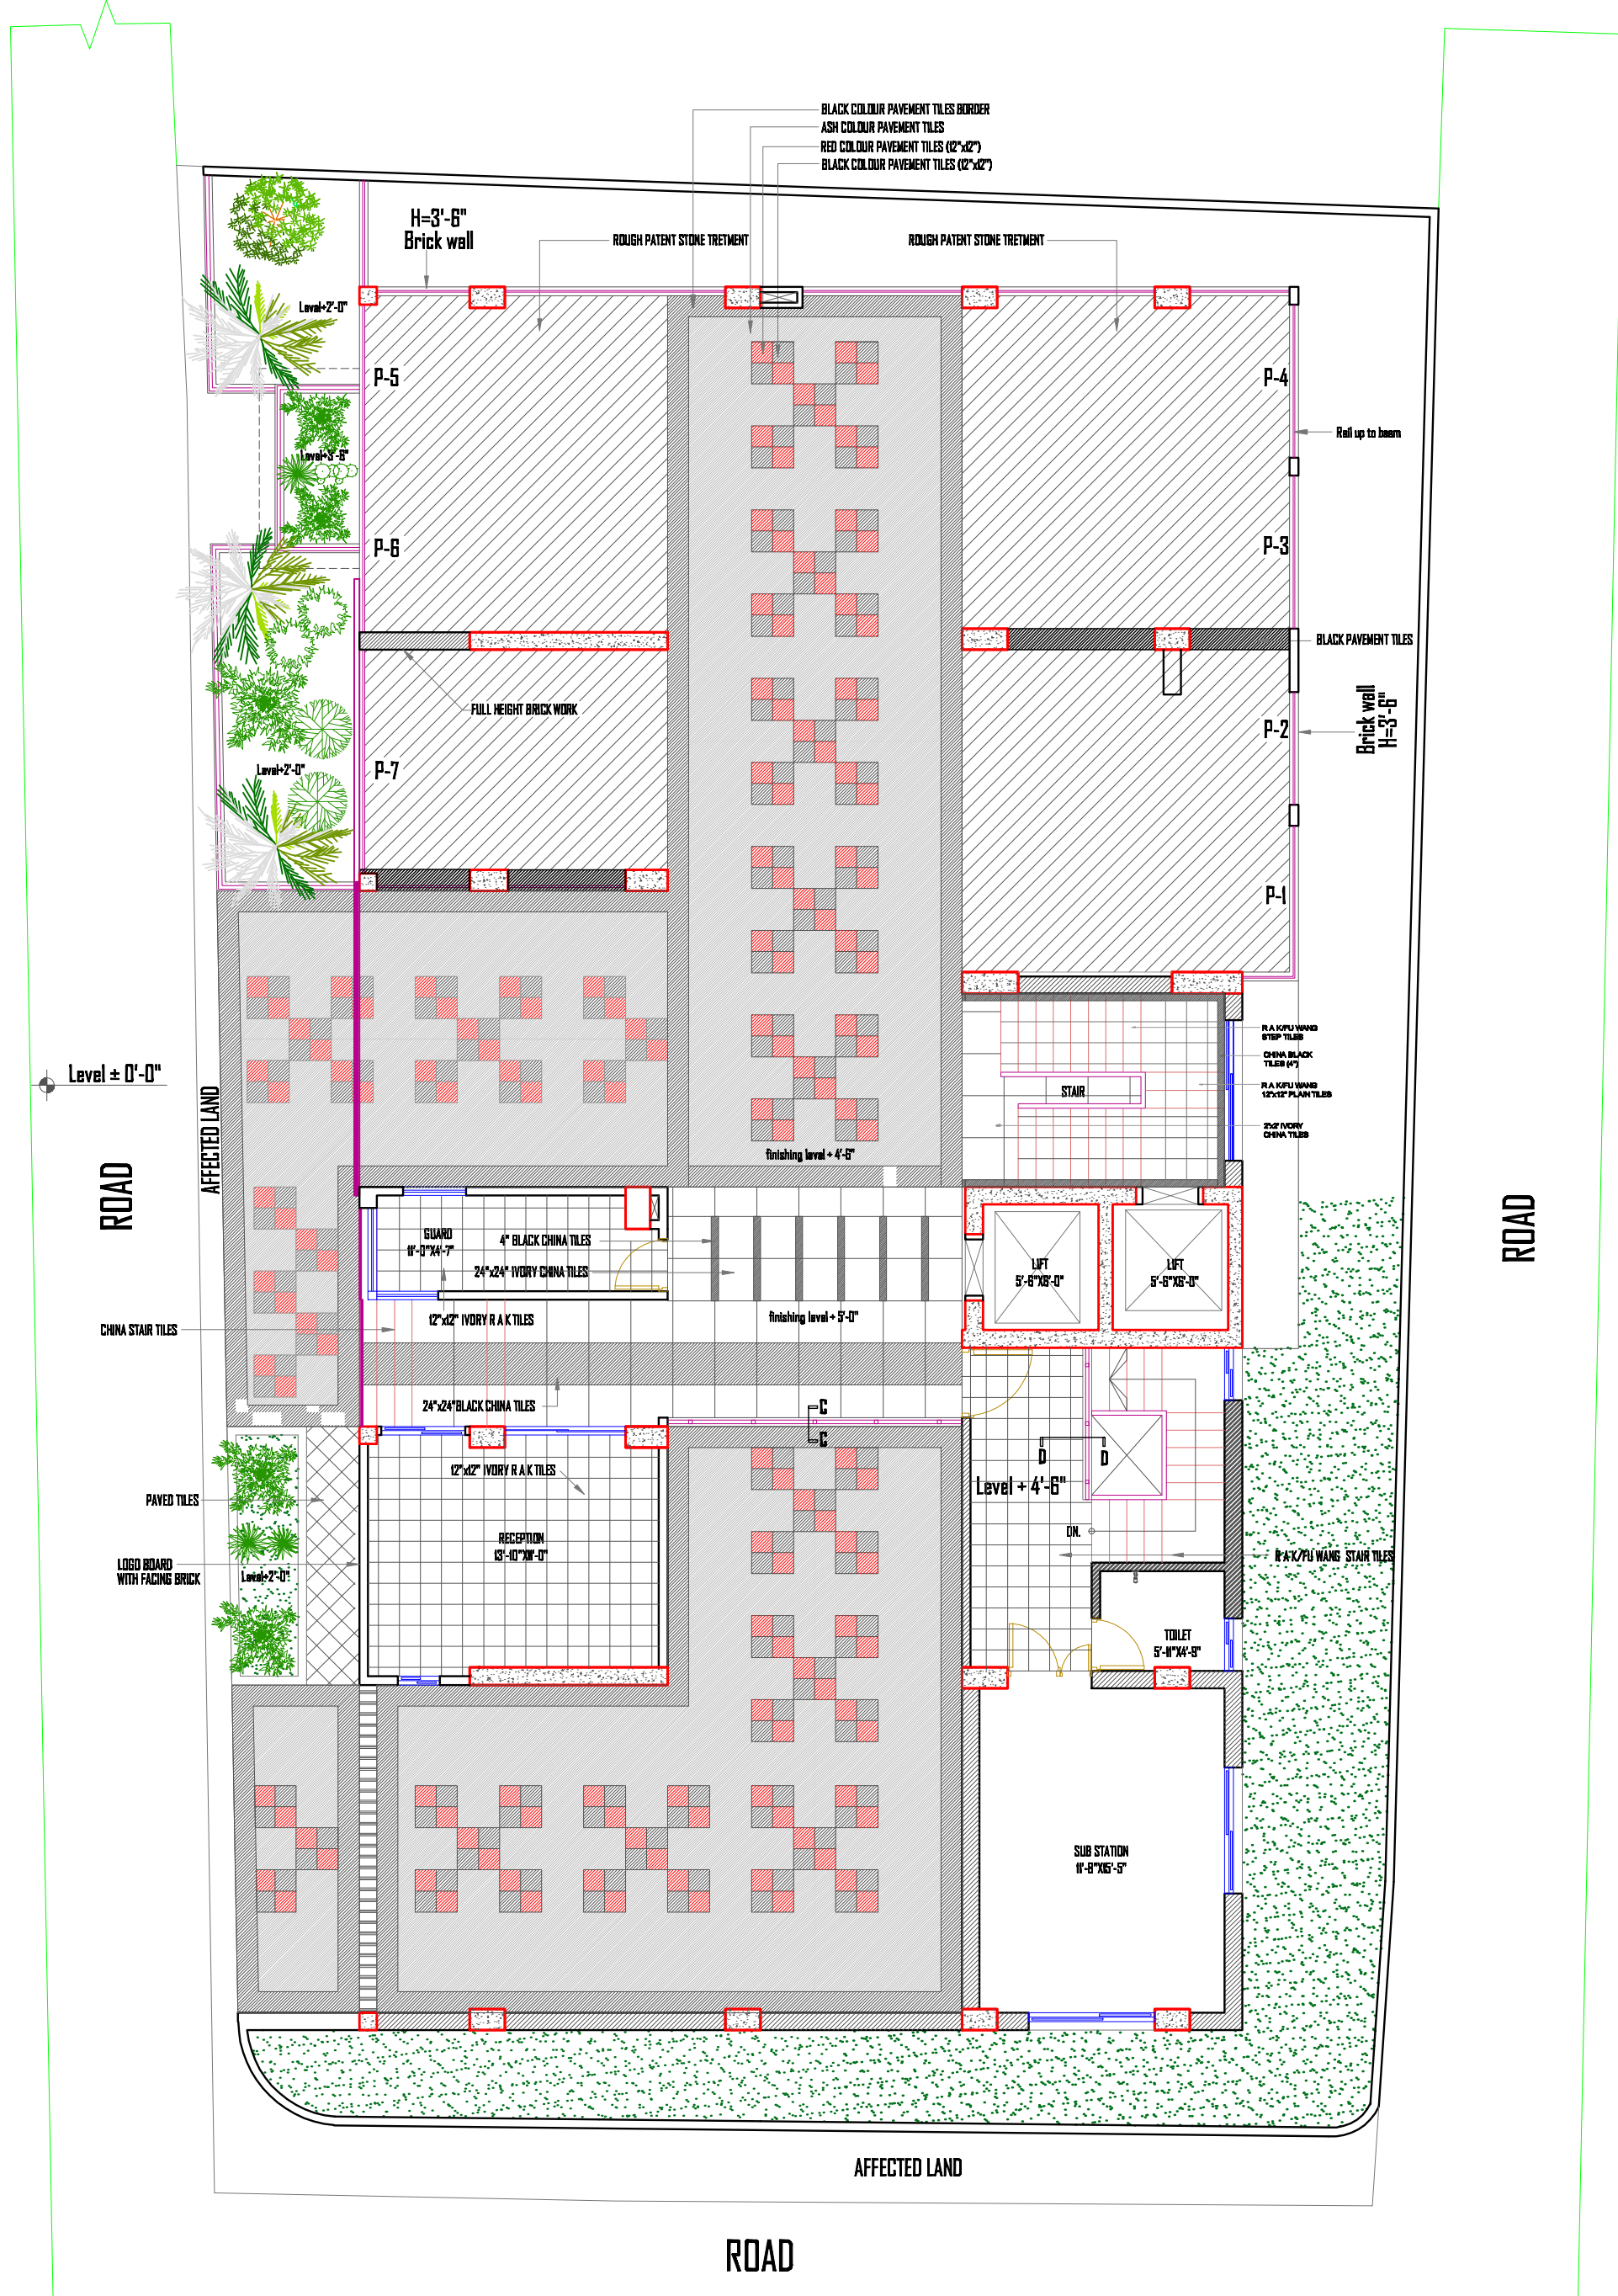 BLACK COLOUR PAVEMENT TILES BORDER
ASH COLOUR PAVEMENT TILES
RED COLOUR PAVEMENT TILES (12"x12")
BLACK COLOUR PAVEMENT TILES (12"x12")
H=3'-6"
Brick wall
ROUGH PATENT STONE TRETMENT
ROUGH PATENT STONE TRETMENT
Level+2'-0"
P-5
P-4
Rail up to beam
Level+3'-6"
P-6
P-3
BLACK PAVEMENT TILES
FULL HEIGHT BRICK WORK
P-2
Brick wall
H=3'-6"
Level+2'-0"
P-7
P-1
R A K/FU WANG
STEP TILES
CHINA BLACK
TILES (4")
R A K/FU WANG
12"x12" PLAIN TILES
STAIR
2'x2' IVORY
CHINA TILES
Level ± 0'-0"
AFFECTED LAND
ROAD
finishing level + 4'-6"
ROAD
GUARD
11'-0"X4'-7"
4" BLACK CHINA TILES
24"x24" IVORY CHINA TILES
LIFT
5'-6"X6'-0"
LIFT
5'-6"X6'-0"
12"x12" IVORY R A K TILES
finishing level + 5'-0"
CHINA STAIR TILES
24"x24"BLACK CHINA TILES
C
C
D
D
12"x12" IVORY R A K TILES
Level + 4'-6"
PAVED TILES
RECEPTION
DN.
LOGO BOARD
WITH FACING BRICK
Level+2'-0"
R A K/FU WANG STAIR TILES
TOILET
5'-11"X4'-9"
SUB STATION
11'-8"X15'-5"
AFFECTED LAND
ROAD